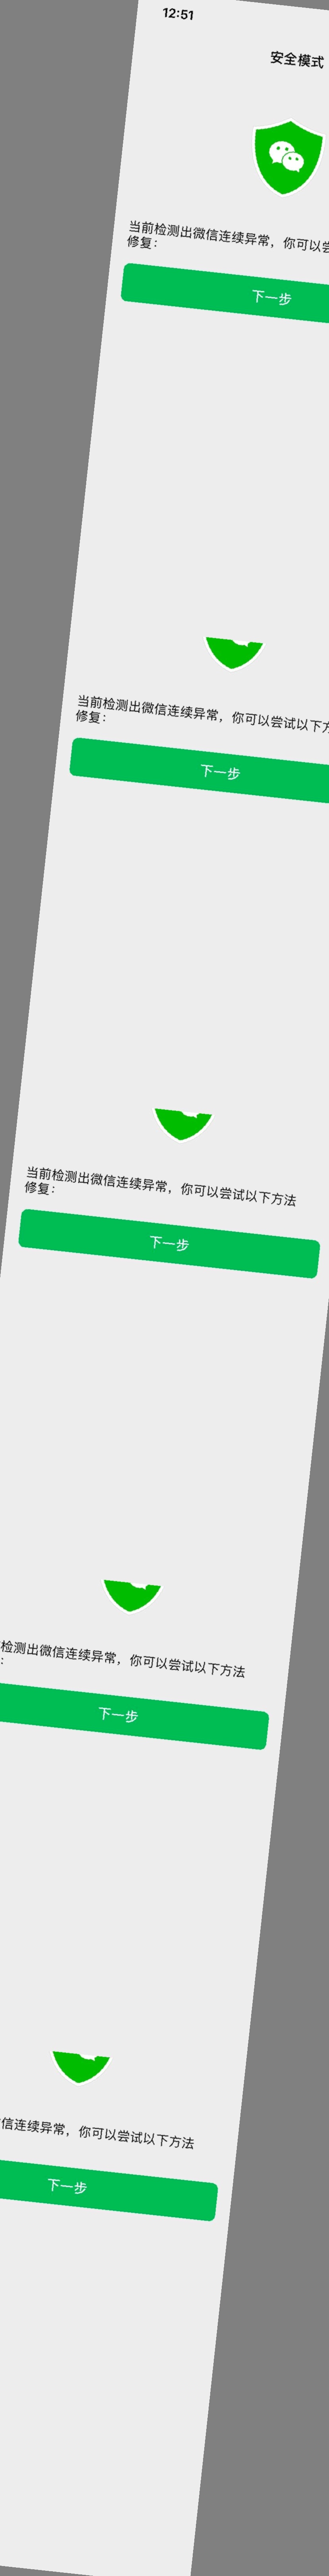 12:51
安全模式
当前检测出微信连续异常，你可以尝
修复：
下一步
当前检测出微信连续异常，你可以尝试以下方
修复：
下一步
当前检测出微信连续异常，你可以尝试以下方法
修复：
下一步
检测出微信连续异常，你可以尝试以下方法
：
下一步
信连续异常，你可以尝试以下方法
下一步